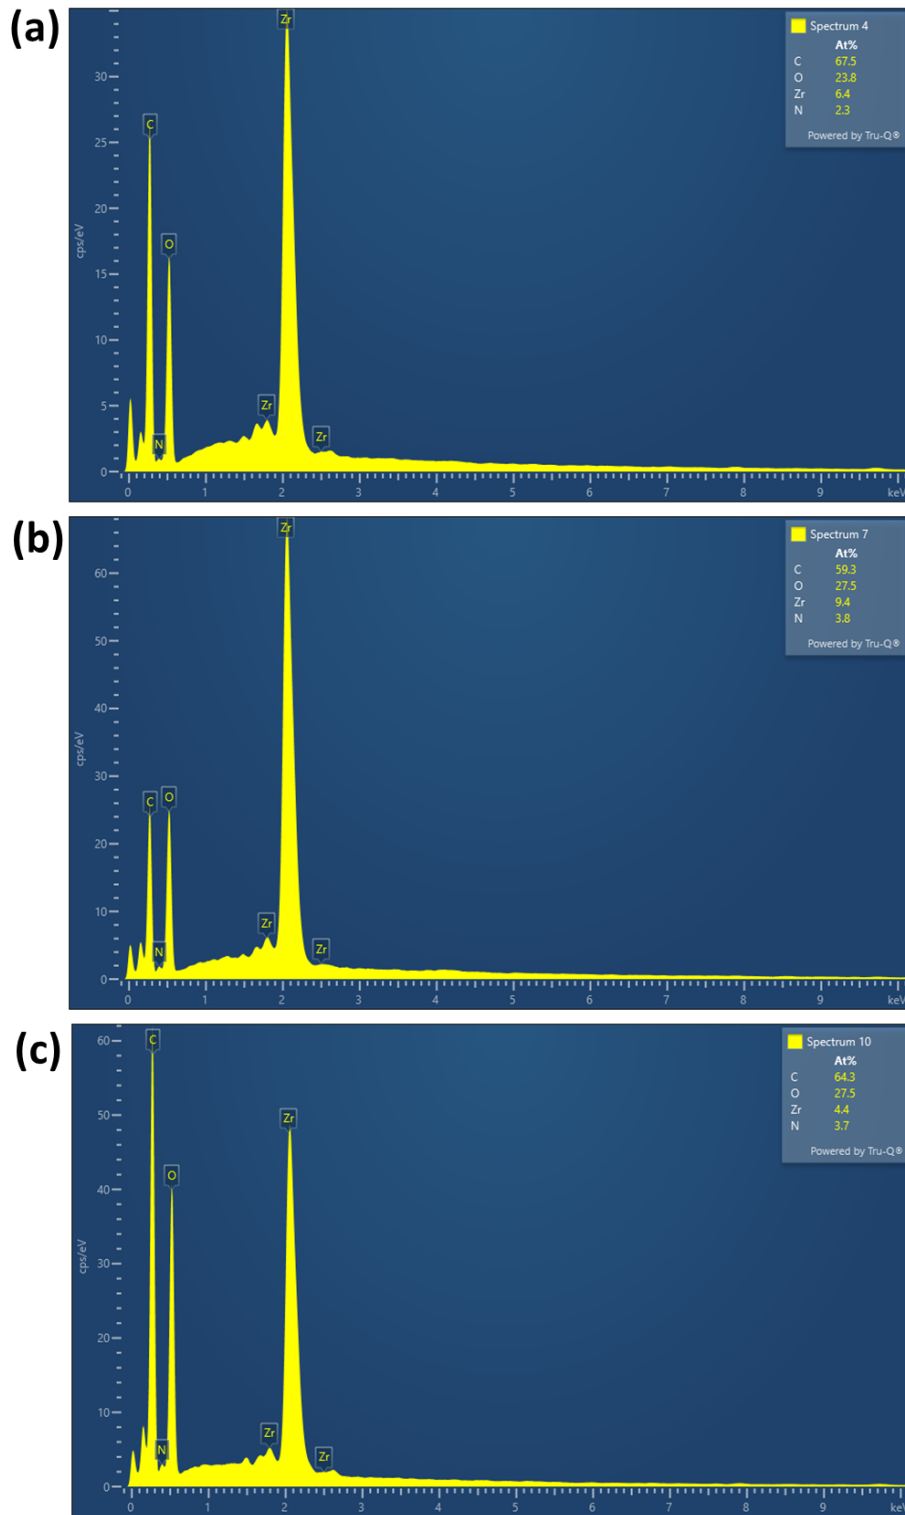 (a)
Spectrum 4
At%
C 67.5
O 23.8
Zr 6.4
N 2.3
Powered by Tru-Q®
Zr
C
O
N
Zr
Zr
30
25
20
15
10
5
0
cps/eV
0 1 2 3 4 5 6 7 8 9 keV
(b)
Spectrum 7
At%
C 59.3
O 27.5
Zr 9.4
N 3.8
Powered by Tru-Q®
Zr
C
O
N
Zr
Zr
60
50
40
30
20
10
0
cps/eV
0 1 2 3 4 5 6 7 8 9 keV
(c)
Spectrum 10
At%
C 64.3
O 27.5
Zr 4.4
N 3.7
Powered by Tru-Q®
C
Zr
O
N
Zr
Zr
60
50
40
30
20
10
0
cps/eV
0 1 2 3 4 5 6 7 8 9 keV